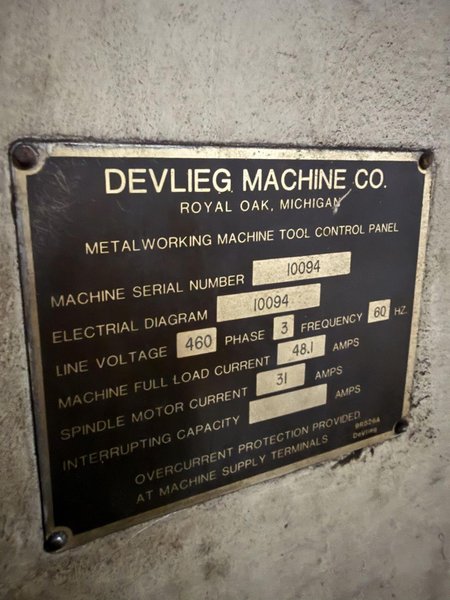 DEVLIEG MACHINE CO.
ROYAL OAK, MICHIGAN
METALWORKING MACHINE TOOL CONTROL PANEL
MACHINE SERIAL NUMBER 10094
ELECTRIAL DIAGRAM 10094
LINE VOLTAGE 460 PHASE 3 FREQUENCY 60 HZ.
MACHINE FULL LOAD CURRENT 48.1 AMPS
SPINDLE MOTOR CURRENT 31 AMPS
INTERRUPTING CAPACITY AMPS
OVERCURRENT PROTECTION PROVIDED
AT MACHINE SUPPLY TERMINALS
9R526A
DeVlieg